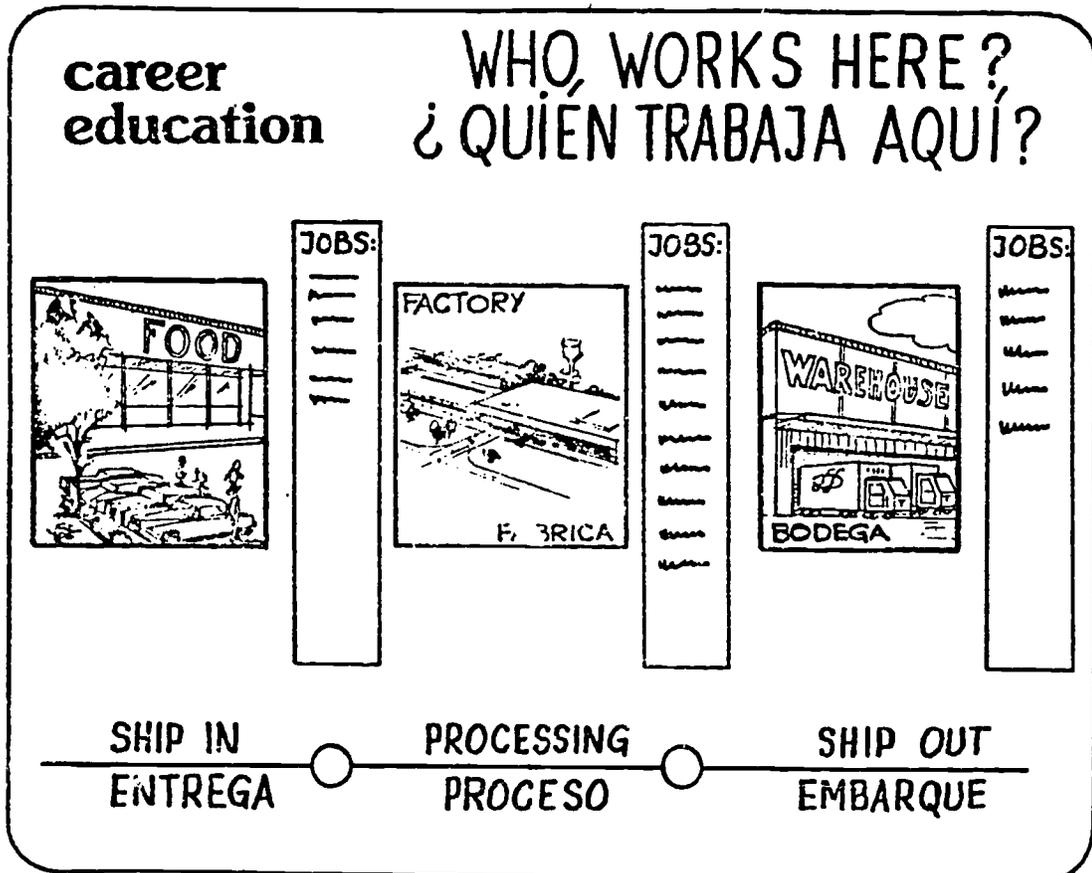 career
education
WHO WORKS HERE?
¿QUIÉN TRABAJA AQUÍ?
JOBS:
JOBS:
JOBS:
FOOD
FACTORY
WAREHOUSE
BODEGA
SHIP IN
PROCESSING
SHIP OUT
ENTREGA
PROCESO
EMBARQUE